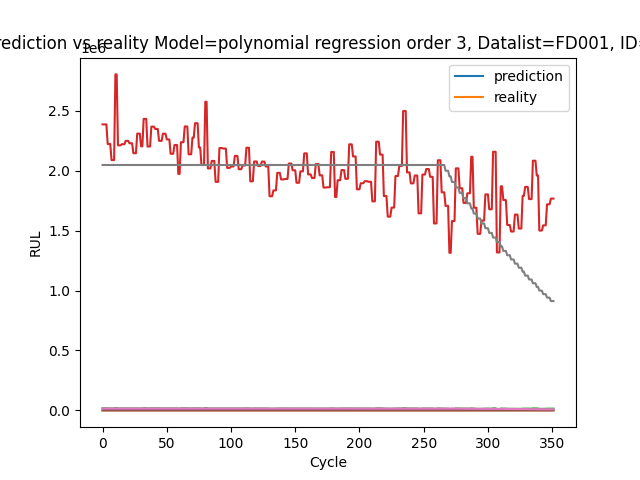 rediction vs reality Model=polynomial regression order 3, Datalist=FD001, ID=
1e6
prediction
reality
2.5
2.0
1.5
1.0
0.5
0.0
RUL
0 50 100 150 200 250 300 350
Cycle